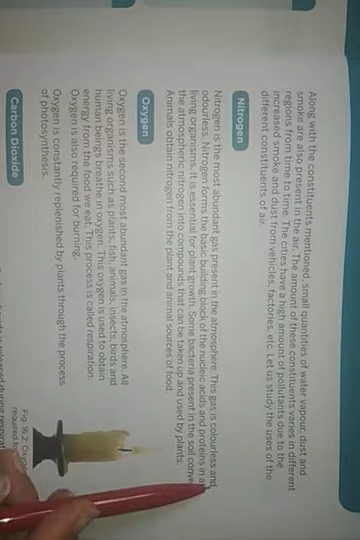 Along with the constituents mentioned, small quantities of water vapour, dust and
smoke are also present in the air. The amount of these constituents varies in different
regions from time to time. The cities have a high amount of pollutants due to the
increased smoke and dust from vehicles, factories, etc. Let us study the uses of the
different constituents of air.
Nitrogen
Nitrogen is the most abundant gas present in the atmosphere. This gas is colourless and
odourless. Nitrogen forms the basic building block of the nucleic acids and proteins in
living organisms. It is essential for plant growth. Some bacteria present in the soil
the atmospheric nitrogen into compounds that can be taken up and used by plants.
Animals obtain nitrogen from the plant and animal sources of food
Oxygen
Oxygen is the second most abundant gas in the atmosphere. All
living organisms such as plants, fish, animals, insects, birds and
human beings breathe in oxygen. This oxygen is used to obtain
energy from the food we eat. This process is called respiration.
Oxygen is also required for burning.
Oxygen is constantly replenished by plants through the process
of photosynthesis.
Fig. 16.2
required
Carbon Dioxide
is released during